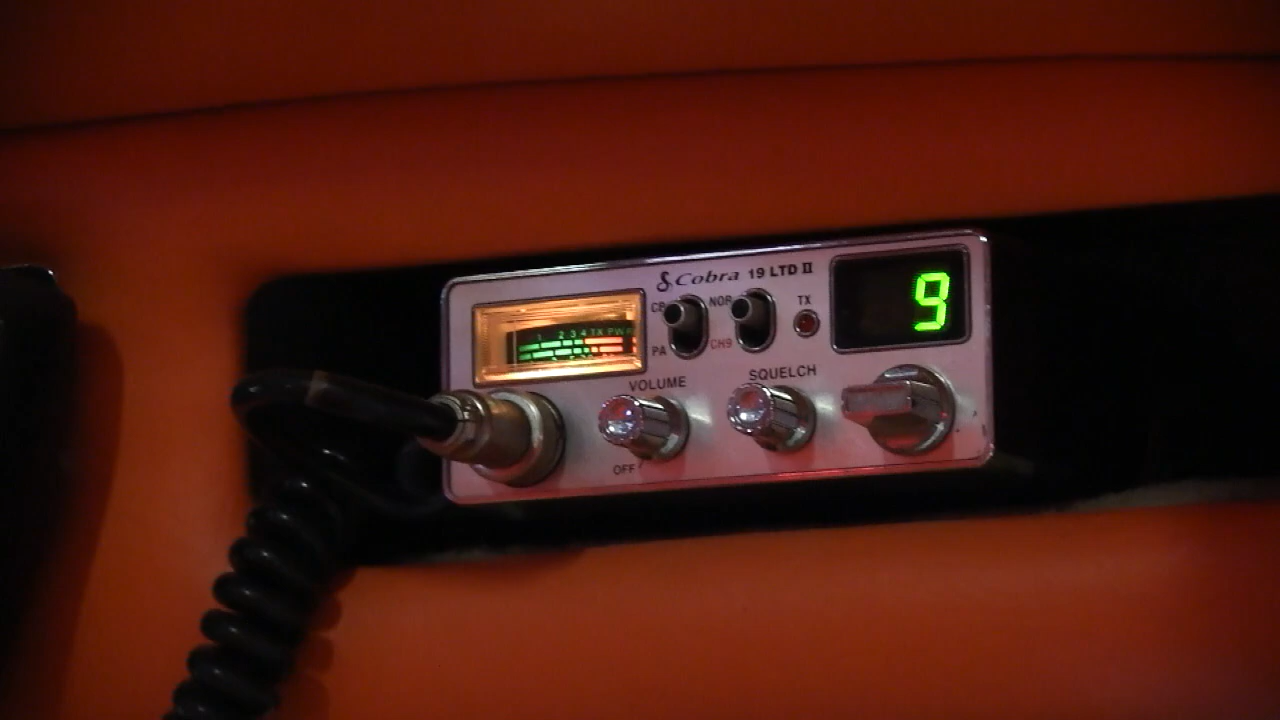 Cobra 19 LTD II
CB
NOR
TX
9
1 2 3 4 TX PWR
PA
CH9
VOLUME
SQUELCH
OFF